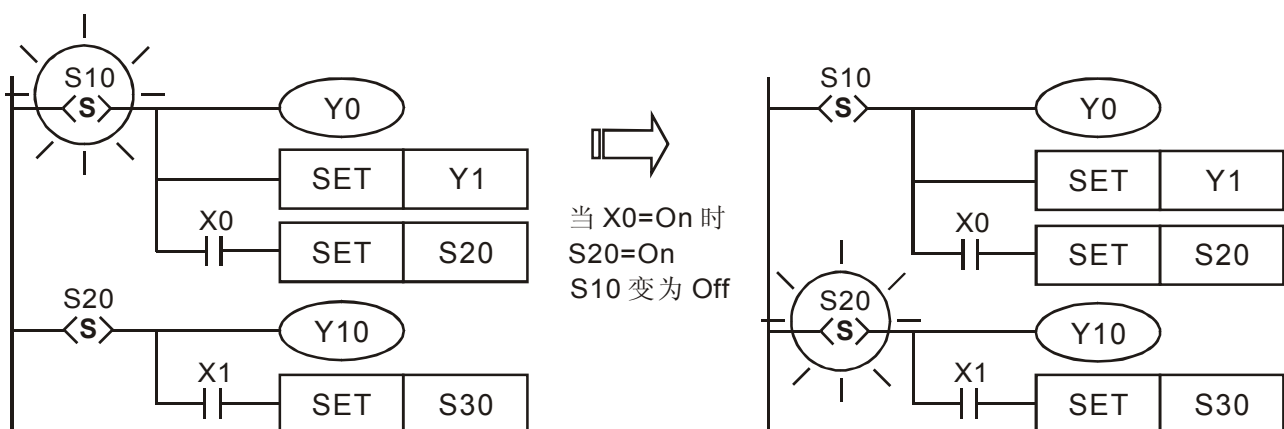 S10
S
Y0
SET Y1
X0
SET S20
S20
S
Y10
X1
SET S30
当 X0=On 时
S20=On
S10 变为 Off
S10
S
Y0
SET Y1
X0
SET S20
S20
S
Y10
X1
SET S30